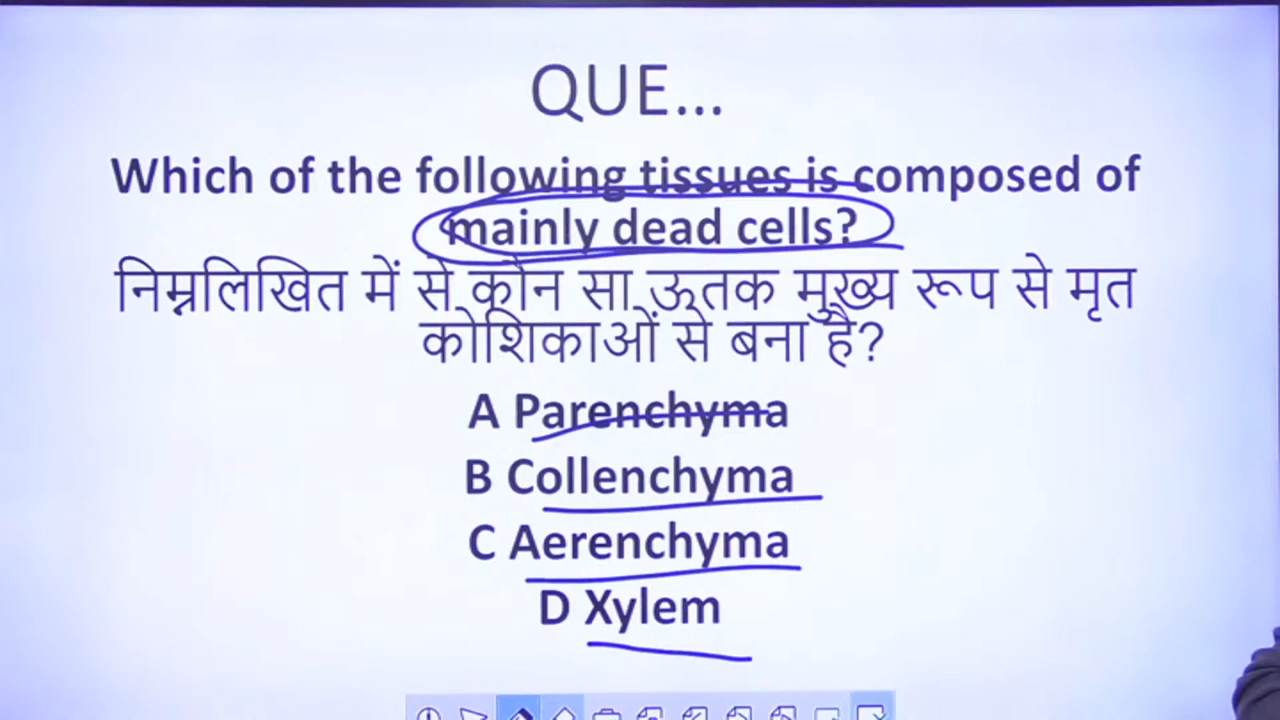 QUE...
Which of the following tissues is composed of
mainly dead cells?
निम्नलिखित में से कौन सा ऊतक मुख्य रूप से मृत
कोशिकाओं से बना है?
A Parenchyma
B Collenchyma
C Aerenchyma
D Xylem